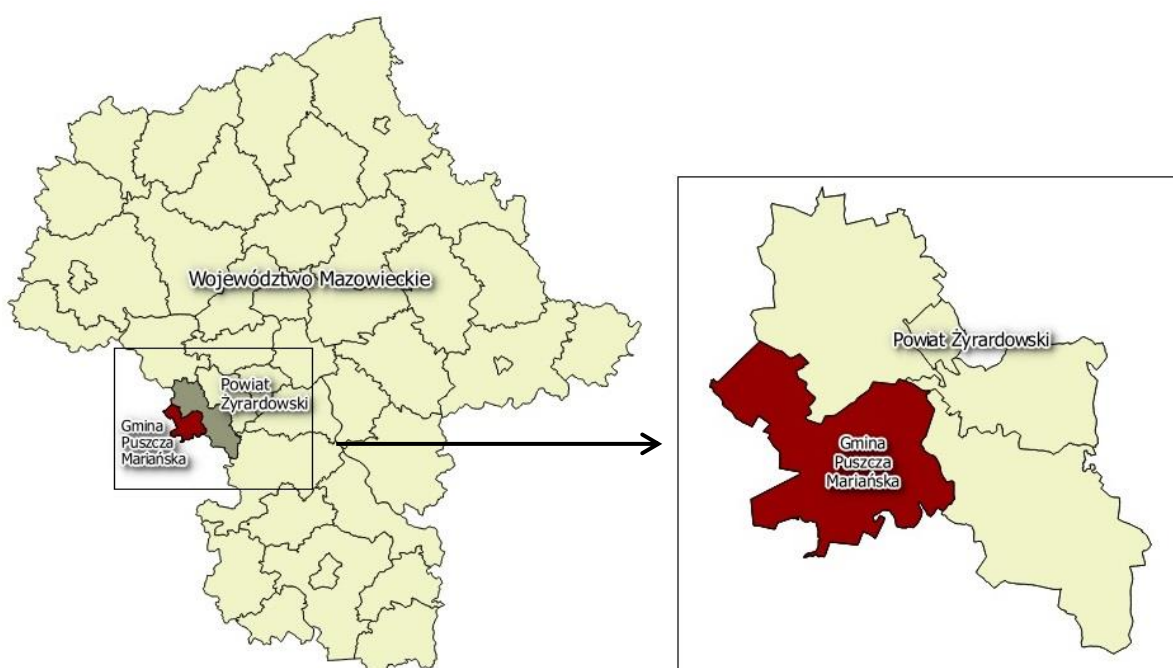 Województwo Mazowieckie
Powiat
Żyrardowski
Gmina
Puszcza
Mariańska
Powiat Żyrardowski
Gmina
Puszcza
Mariańska